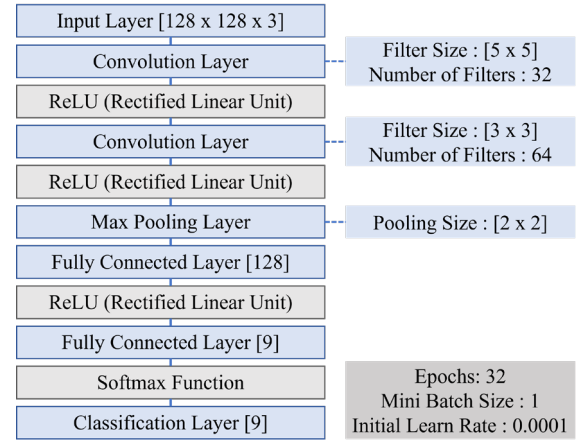 Input Layer [128 x 128 x 3]
Convolution Layer
Filter Size : [5 x 5]
Number of Filters : 32
ReLU (Rectified Linear Unit)
Convolution Layer
Filter Size : [3 x 3]
Number of Filters : 64
ReLU (Rectified Linear Unit)
Max Pooling Layer
Pooling Size : [2 x 2]
Fully Connected Layer [128]
ReLU (Rectified Linear Unit)
Fully Connected Layer [9]
Softmax Function
Classification Layer [9]
Epochs: 32
Mini Batch Size : 1
Initial Learn Rate : 0.0001